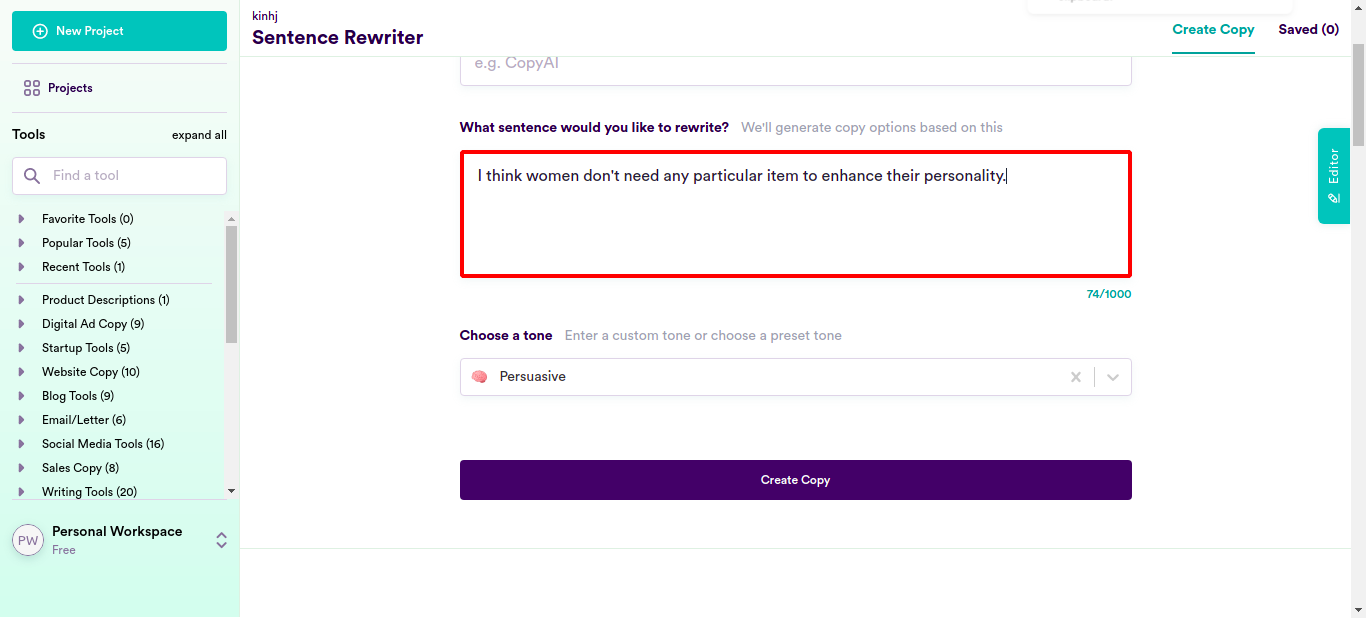 New Project
Projects
Tools
expand all
Find a tool
Favorite Tools (0)
Popular Tools (5)
Recent Tools (1)
Product Descriptions (1)
Digital Ad Copy (9)
Startup Tools (5)
Website Copy (10)
Blog Tools (9)
Email/Letter (6)
Social Media Tools (16)
Sales Copy (8)
Writing Tools (20)
PW
Personal Workspace
Free
kinhj
Sentence Rewriter
Create Copy
Saved (0)
e.g. CopyAI
What sentence would you like to rewrite? We'll generate copy options based on this
I think women don't need any particular item to enhance their personality.
74/1000
Choose a tone Enter a custom tone or choose a preset tone
Persuasive
Create Copy
Editor